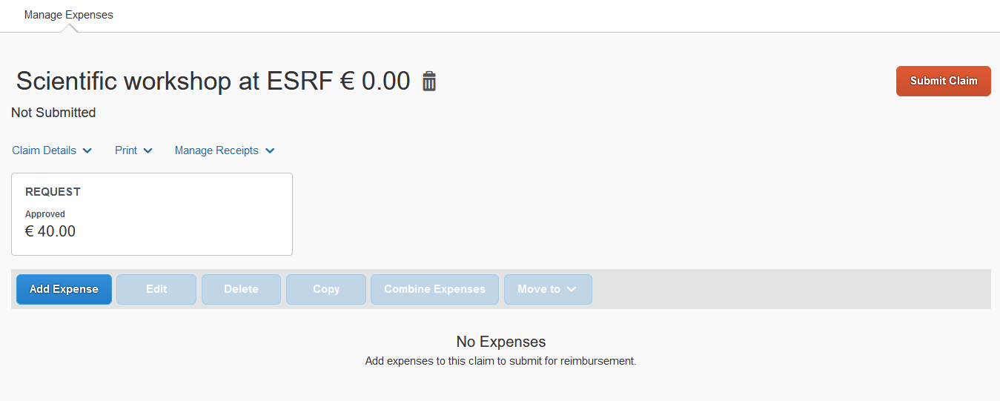 Manage Expenses
Scientific workshop at ESRF € 0.00
Submit Claim
Not Submitted
Claim Details
Print
Manage Receipts
REQUEST
Approved
€ 40.00
Add Expense
Edit
Delete
Copy
Combine Expenses
Move to
No Expenses
Add expenses to this claim to submit for reimbursement.